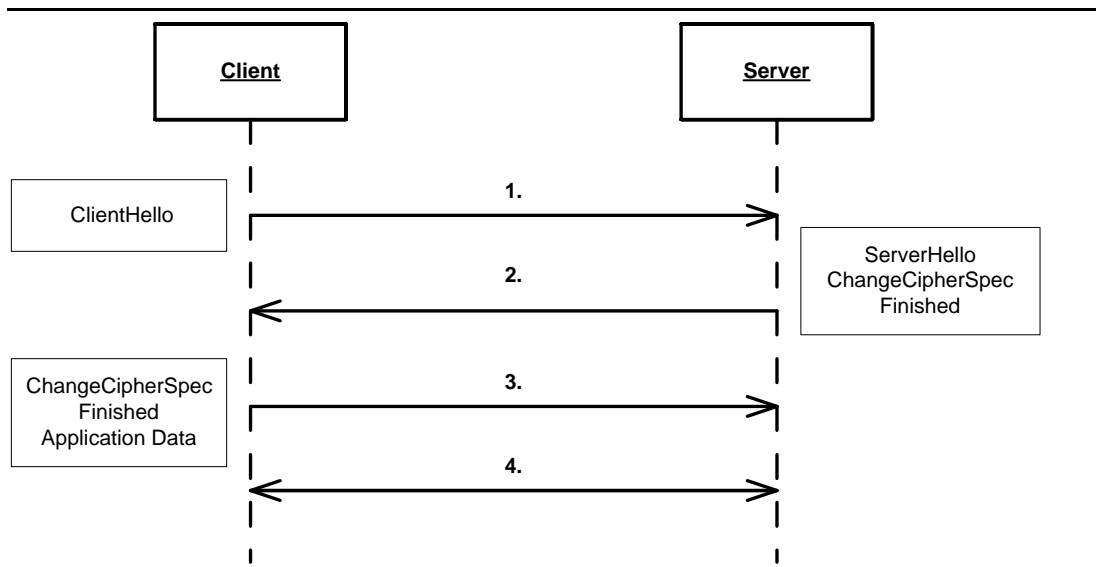 Client
Server
1.
ClientHello
2.
ServerHello
ChangeCipherSpec
Finished
3.
ChangeCipherSpec
Finished
Application Data
4.